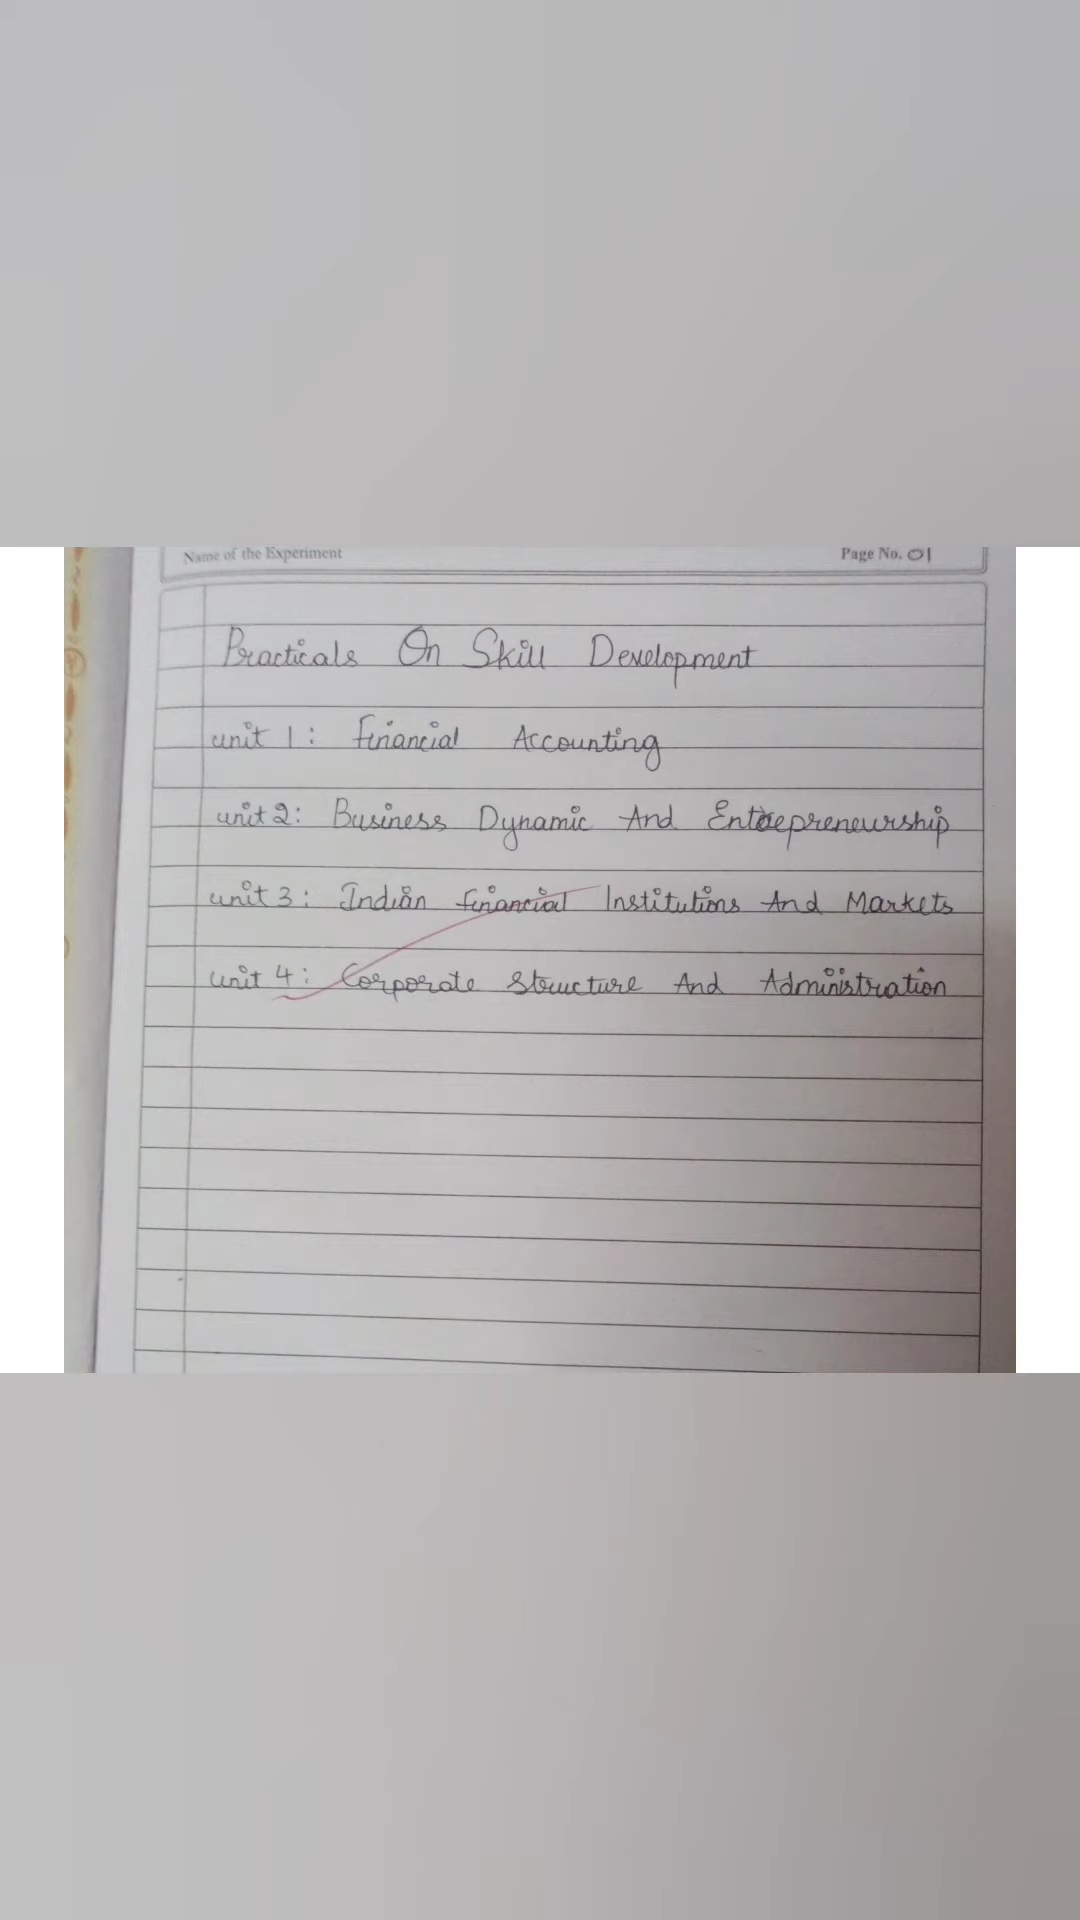 Name of the Experiment
Page No. 01
Practicals On Skill Development
unit 1: Financial Accounting
unit 2: Business Dynamic And Entrepreneurship
unit 3: Indian Financial Institutions And Markets
unit 4: Corporate Structure And Administration